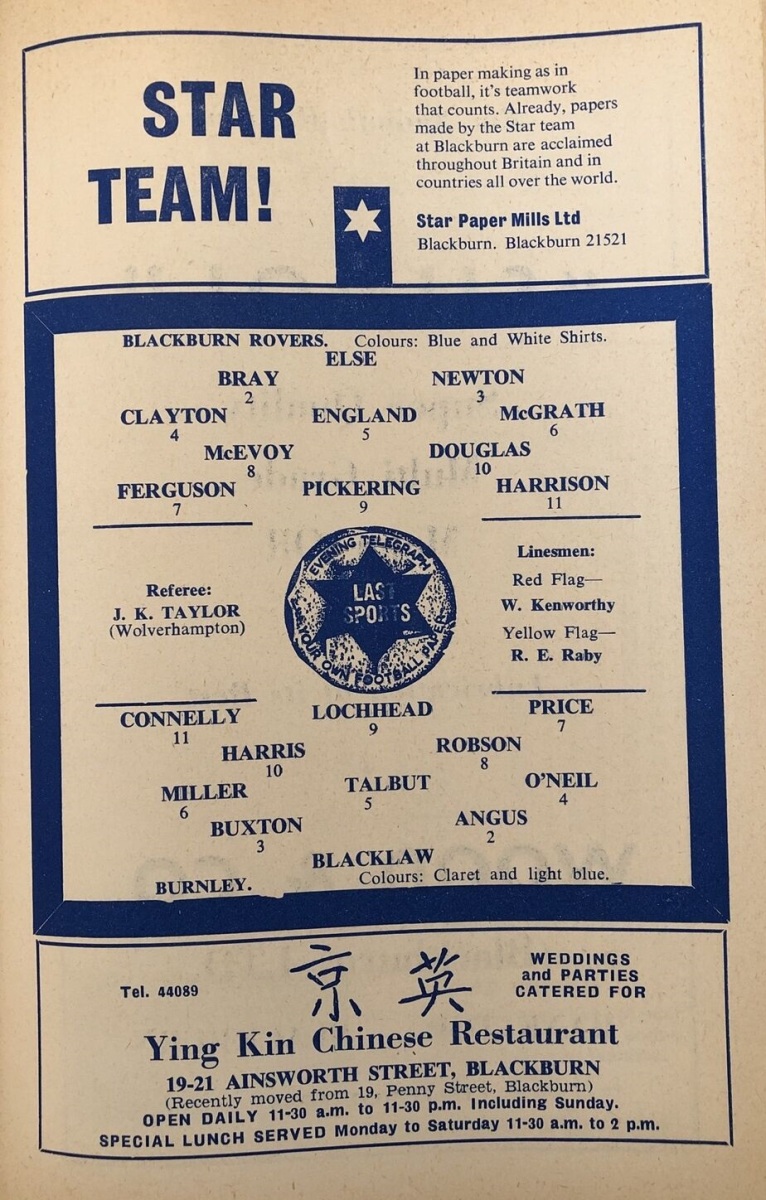 STAR
TEAM!
In paper making as in
football, it's teamwork
that counts. Already, papers
made by the Star team
at Blackburn are acclaimed
throughout Britain and in
countries all over the world.
Star Paper Mills Ltd
Blackburn. Blackburn 21521
BLACKBURN ROVERS. Colours: Blue and White Shirts.
ELSE
BRAY NEWTON
2 3
CLAYTON ENGLAND McGRATH
4 5 6
McEVOY DOUGLAS
8 10
FERGUSON PICKERING HARRISON
7 9 11
Referee:
J. K. TAYLOR
(Wolverhampton)
EVENING TELEGRAPH
LAST
SPORTS
YOUR OWN FOOTBALL PAPER
Linesmen:
Red Flag—
W. Kenworthy
Yellow Flag—
R. E. Raby
CONNELLY LOCHHEAD PRICE
11 9 7
HARRIS ROBSON
10 8
MILLER TALBUT O'NEIL
6 5 4
BUXTON ANGUS
3 2
BLACKLAW
BURNLEY. Colours: Claret and light blue.
Tel. 44089
京英
WEDDINGS
and PARTIES
CATERED FOR
Ying Kin Chinese Restaurant
19-21 AINSWORTH STREET, BLACKBURN
(Recently moved from 19, Penny Street, Blackburn)
OPEN DAILY 11-30 a.m. to 11-30 p.m. Including Sunday.
SPECIAL LUNCH SERVED Monday to Saturday 11-30 a.m. to 2 p.m.